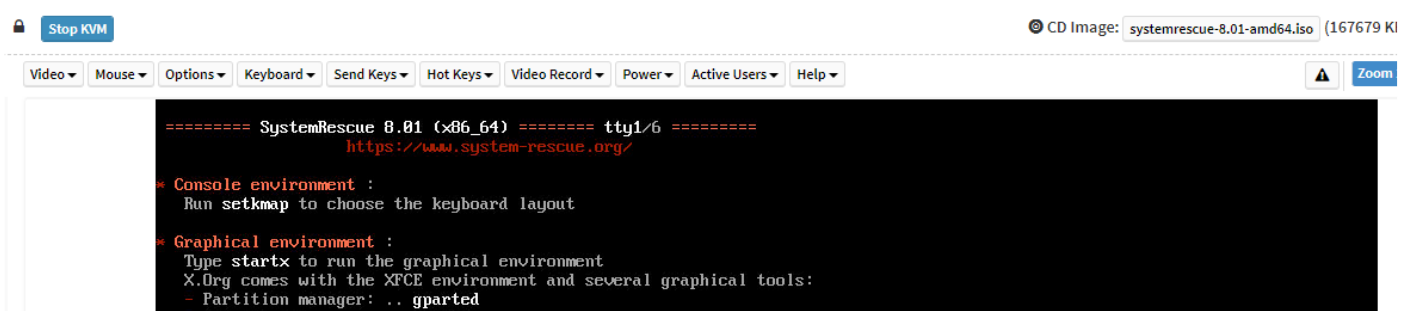 Stop KVM
CD Image: systemrescue-8.01-amd64.iso (167679 K
Video Mouse Options Keyboard Send Keys Hot Keys Video Record Power Active Users Help Zoom
========= SystemRescue 8.01 (x86_64) ======== tty1/6 =========
https://www.system-rescue.org/
* Console environment :
Run setkmap to choose the keyboard layout
* Graphical environment :
Type startx to run the graphical environment
X.Org comes with the XFCE environment and several graphical tools:
- Partition manager: .. gparted